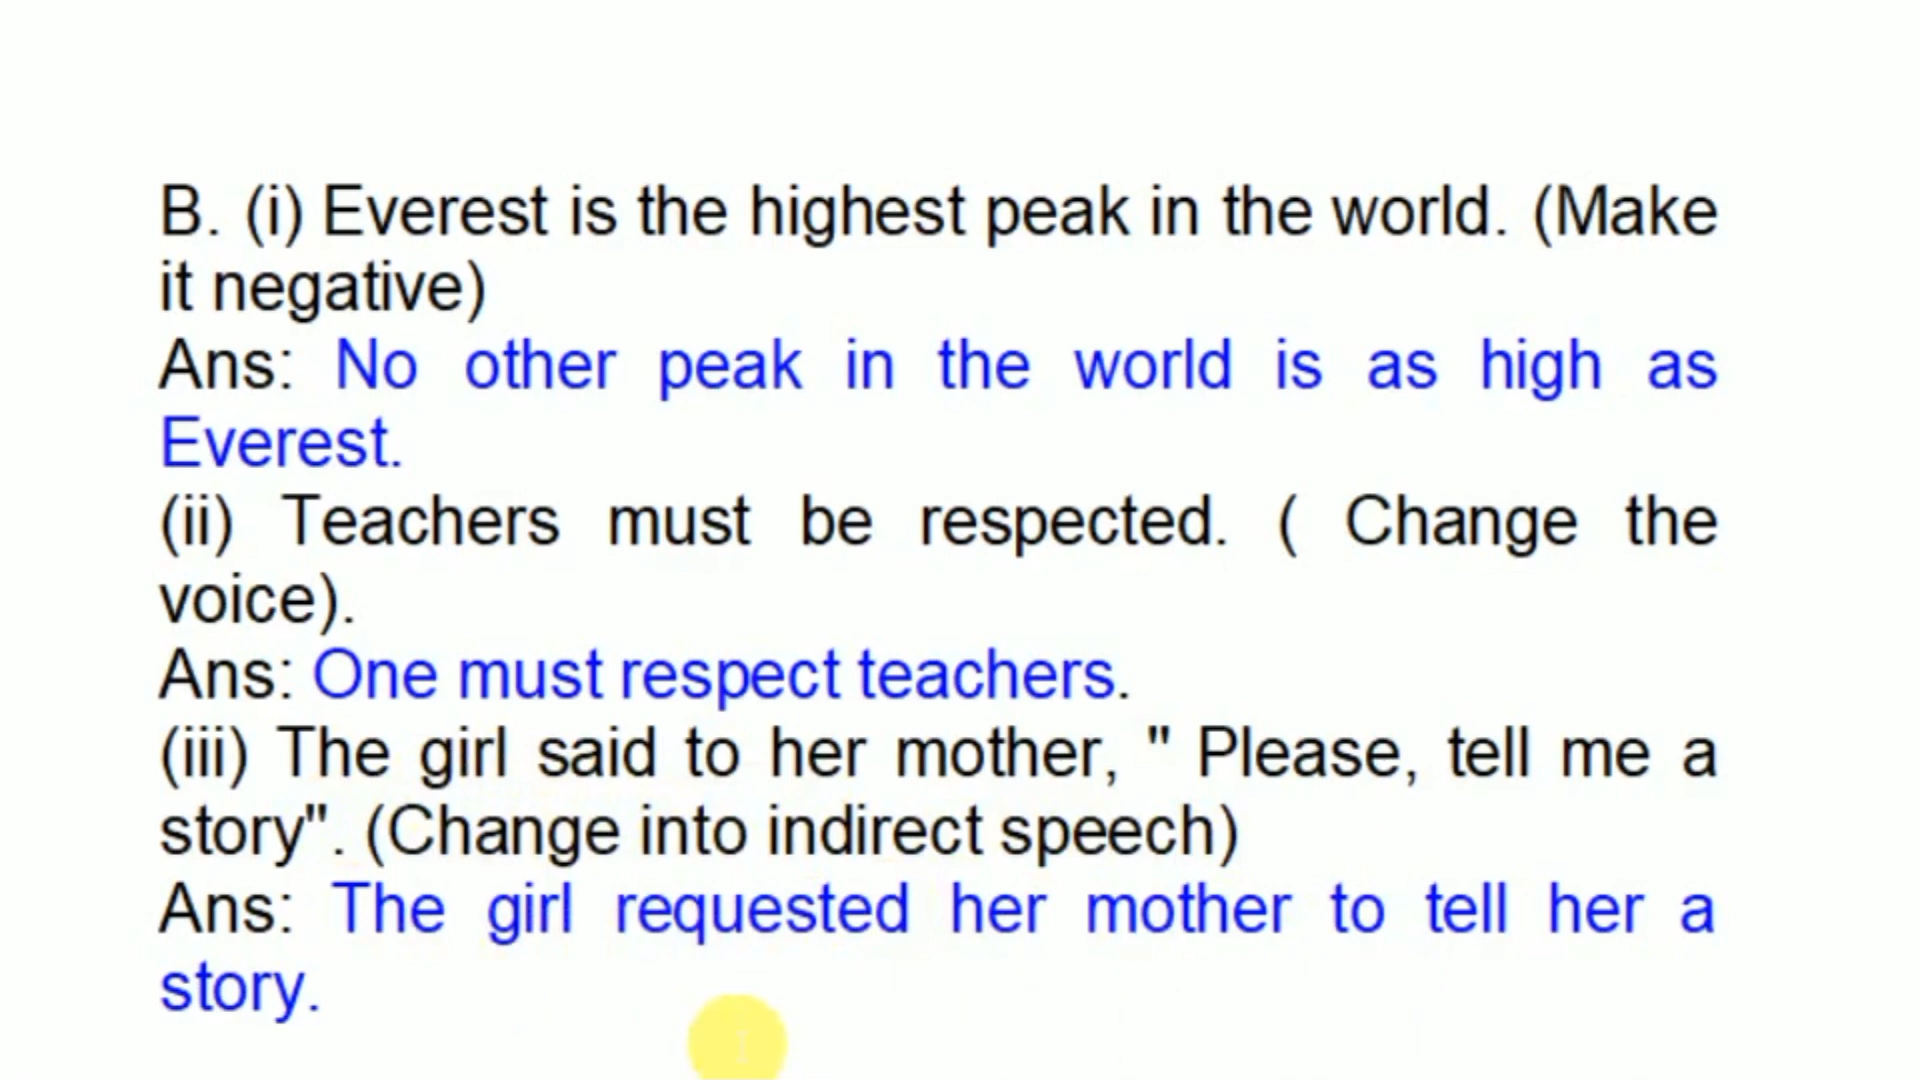 B. (i) Everest is the highest peak in the world. (Make
it negative)
Ans: No other peak in the world is as high as
Everest.
(ii) Teachers must be respected. ( Change the
voice).
Ans: One must respect teachers.
(iii) The girl said to her mother, " Please, tell me a
story". (Change into indirect speech)
Ans: The girl requested her mother to tell her a
story.